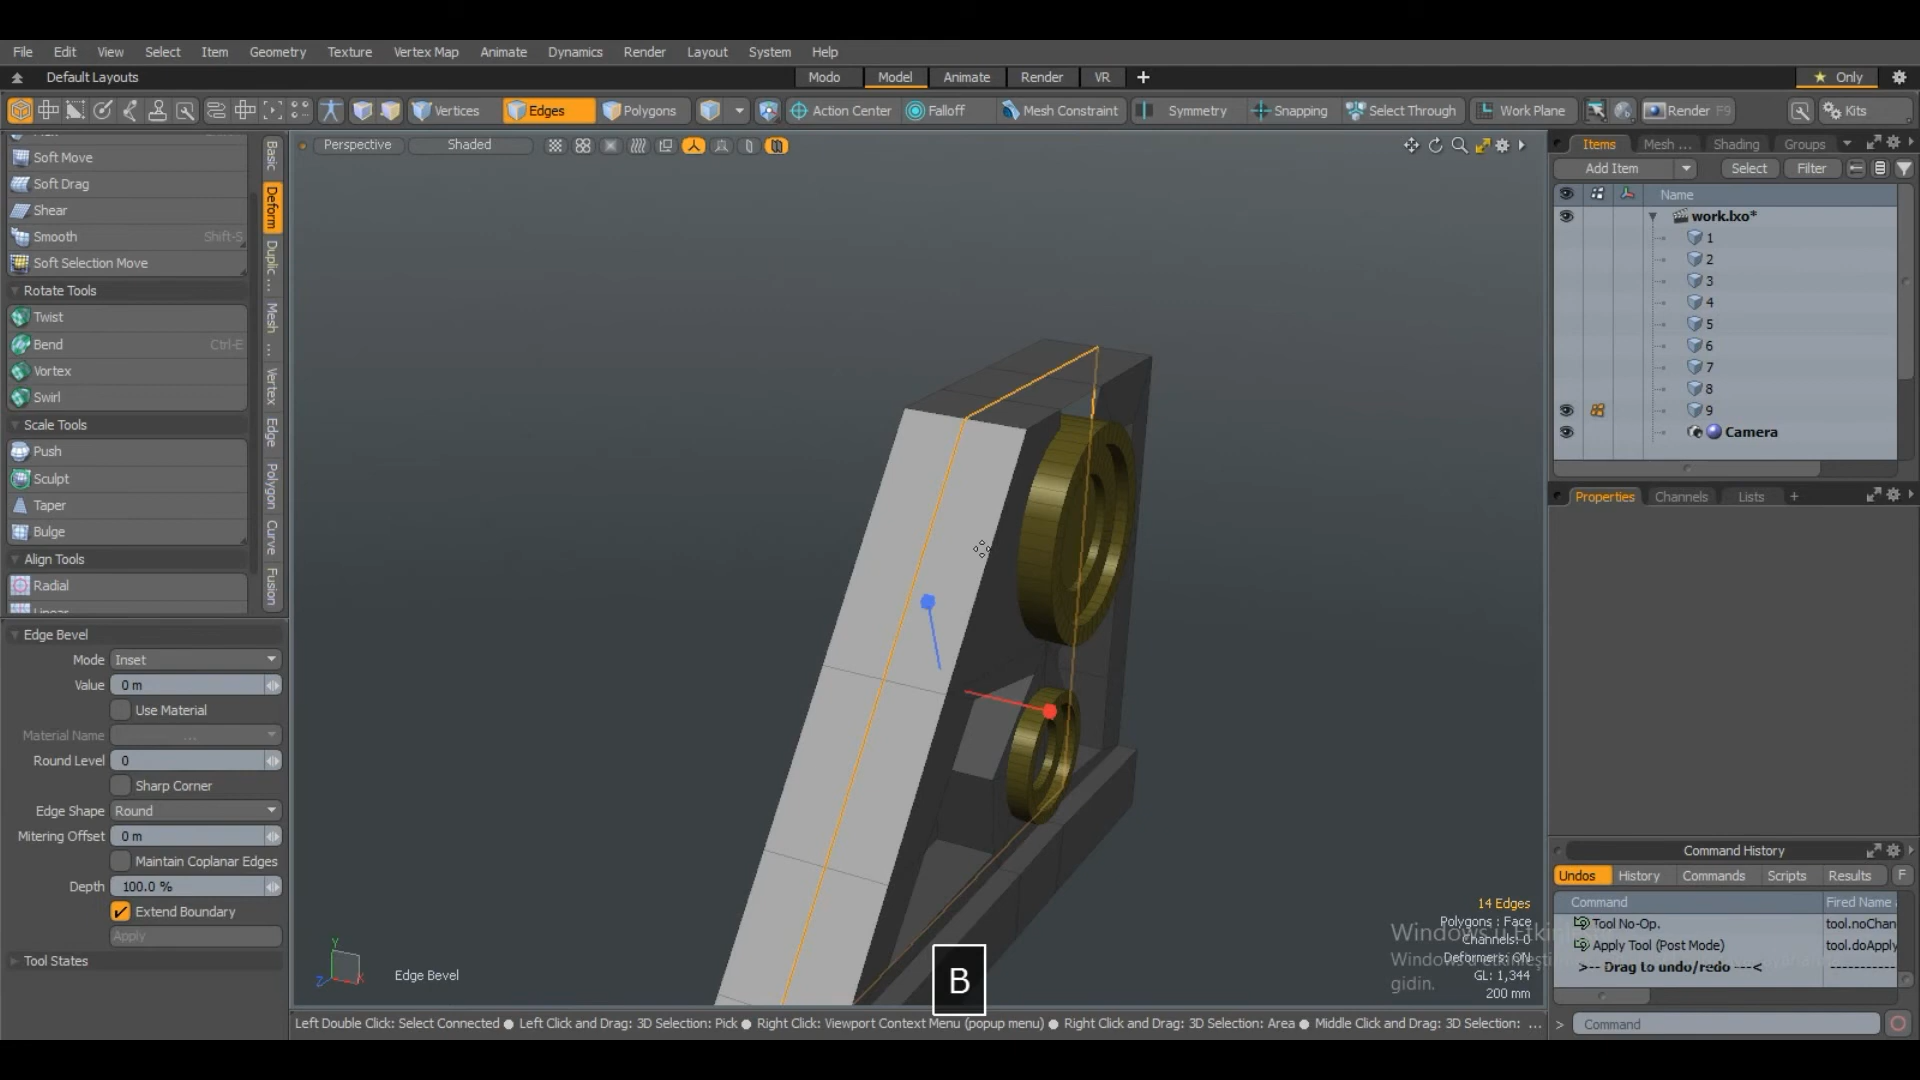 File Edit View Select Item Geometry Texture Vertex Map Animate Dynamics Render Layout System Help
Default Layouts Modo Model Animate Render VR + Only
Vertices Edges Polygons Action Center Falloff Mesh Constraint Symmetry Snapping Select Through Work Plane Render F9 Kits
Soft Move
Soft Drag
Shear
Smooth Shift-S
Soft Selection Move
Rotate Tools
Twist
Bend Ctrl-E
Vortex
Swirl
Scale Tools
Push
Sculpt
Taper
Bulge
Align Tools
Radial
Basic
Deform
Duplic ...
Mesh ...
Vertex
Edge
Polygon
Curve
Fusion
Edge Bevel
Mode Inset
Value 0 m
Use Material
Material Name ...
Round Level 0
Sharp Corner
Edge Shape Round
Mitering Offset 0 m
Maintain Coplanar Edges
Depth 100.0 %
Extend Boundary
Apply
Tool States
Perspective Shaded
Y
Z X
Edge Bevel
B
14 Edges
Polygons : Face
Channels: 0
Deformers: ON
GL: 1,344
200 mm
gidin.
Left Double Click: Select Connected ● Left Click and Drag: 3D Selection: Pick ● Right Click: Viewport Context Menu (popup menu) ● Right Click and Drag: 3D Selection: Area ● Middle Click and Drag: 3D Selection: ...
Items Mesh ... Shading Groups
Add Item Select Filter
Name
work.lxo*
1
2
3
4
5
6
7
8
9
Camera
Properties Channels Lists +
Command History
Undos History Commands Scripts Results F
Command Fired Name
Tool No-Op. tool.noChan
Apply Tool (Post Mode) tool.doApply
>-- Drag to undo/redo ---< -----------
> Command